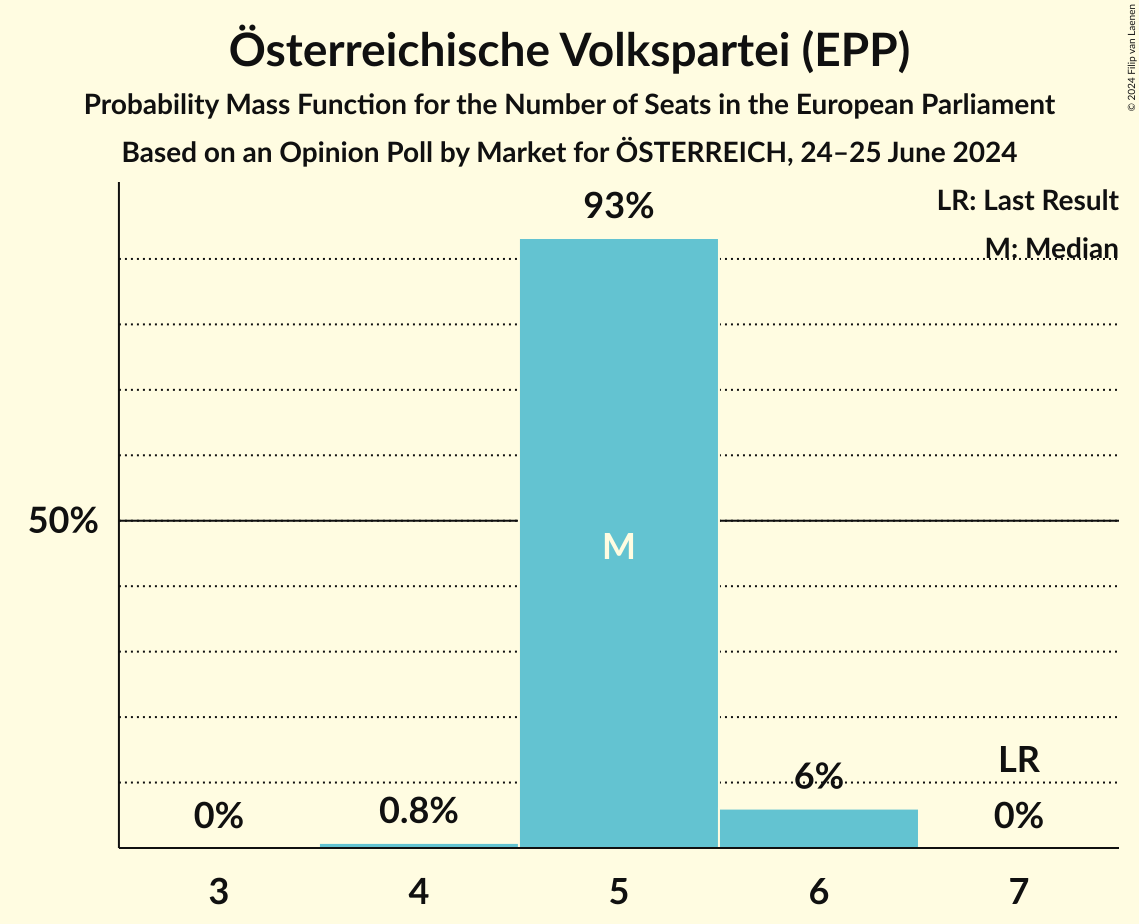 Österreichische Volkspartei (EPP)
Probability Mass Function for the Number of Seats in the European Parliament
Based on an Opinion Poll by Market for ÖSTERREICH, 24–25 June 2024
© 2024 Filip van Laenen
LR: Last Result
M: Median
93%
50%
M
LR
0%
0.8%
6%
0%
3
4
5
6
7